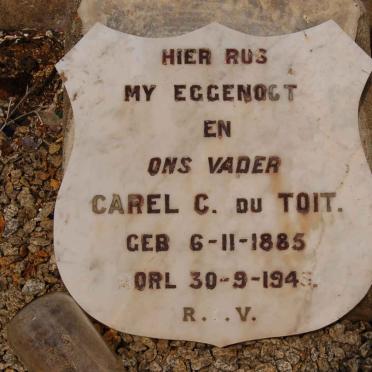 HIER RUS
MY EGGENOOT
EN
ONS VADER
CAREL C. DU TOIT.
GEB 6-11-1885
ORL 30-9-194
R...V.